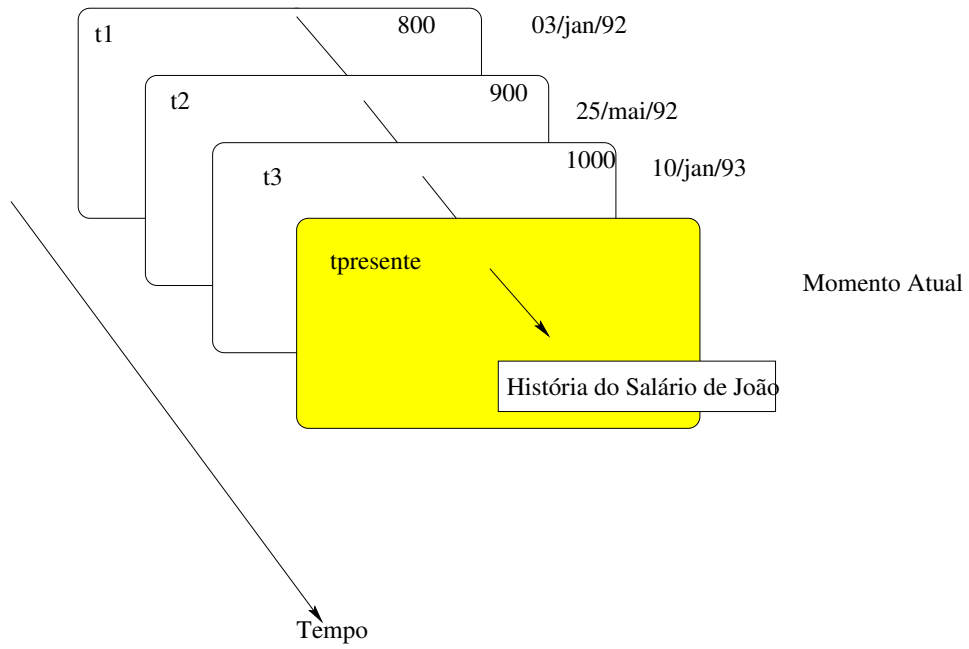 t1 800 03/jan/92
t2 900 25/mai/92
t3 1000 10/jan/93
tpresente
Momento Atual
História do Salário de João
Tempo